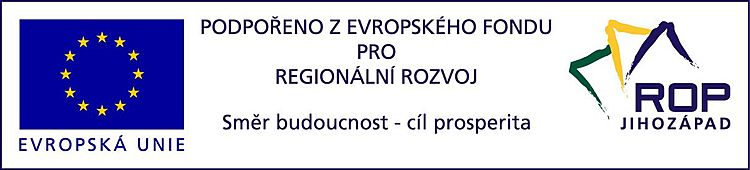 EVROPSKÁ UNIE
PODPOŘENO Z EVROPSKÉHO FONDU
PRO
REGIONÁLNÍ ROZVOJ
Směr budoucnost - cíl prosperita
ROP
JIHOZÁPAD